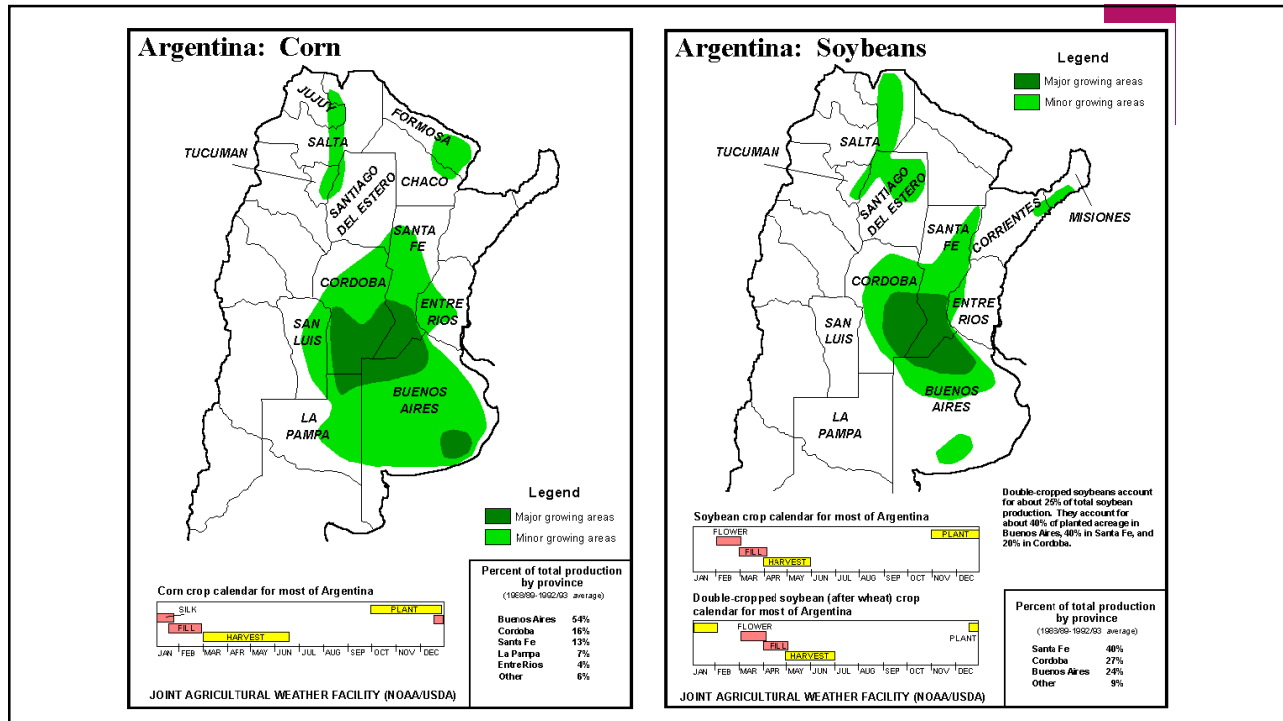 Argentina: Corn
JUJUY
FORMOSA
SALTA
TUCUMAN
CHACO
SANTIAGO
DEL ESTERO
SANTA
FE
CORDOBA
ENTRE
RIOS
SAN
LUIS
BUENOS
AIRES
LA
PAMPA
Legend
Major growing areas
Minor growing areas
Corn crop calendar for most of Argentina
SILK
PLANT
FILL
HARVEST
JAN FEB MAR APR MAY JUN JUL AUG SEP OCT NOV DEC
Percent of total production
by province
(1988/89-1992/93 average)
Buenos Aires 54%
Cordoba 16%
Santa Fe 13%
La Pampa 7%
Entre Rios 4%
Other 6%
JOINT AGRICULTURAL WEATHER FACILITY (NOAA/USDA)
Argentina: Soybeans
Legend
Major growing areas
Minor growing areas
SALTA
TUCUMAN
SANTIAGO
DEL ESTERO
MISIONES
CORRIENTES
SANTA
FE
CORDOBA
ENTRE
RIOS
SAN
LUIS
BUENOS
AIRES
LA
PAMPA
Double-cropped soybeans account
for about 25% of total soybean
production. They account for
about 40% of planted acreage in
Buenos Aires, 40% in Santa Fe, and
20% in Cordoba.
Soybean crop calendar for most of Argentina
FLOWER
PLANT
FILL
HARVEST
JAN FEB MAR APR MAY JUN JUL AUG SEP OCT NOV DEC
Double-cropped soybean (after wheat) crop
calendar for most of Argentina
FLOWER
PLANT
FILL
HARVEST
JAN FEB MAR APR MAY JUN JUL AUG SEP OCT NOV DEC
Percent of total production
by province
(1988/89-1992/93 average)
Santa Fe 40%
Cordoba 27%
Buenos Aires 24%
Other 9%
JOINT AGRICULTURAL WEATHER FACILITY (NOAA/USDA)